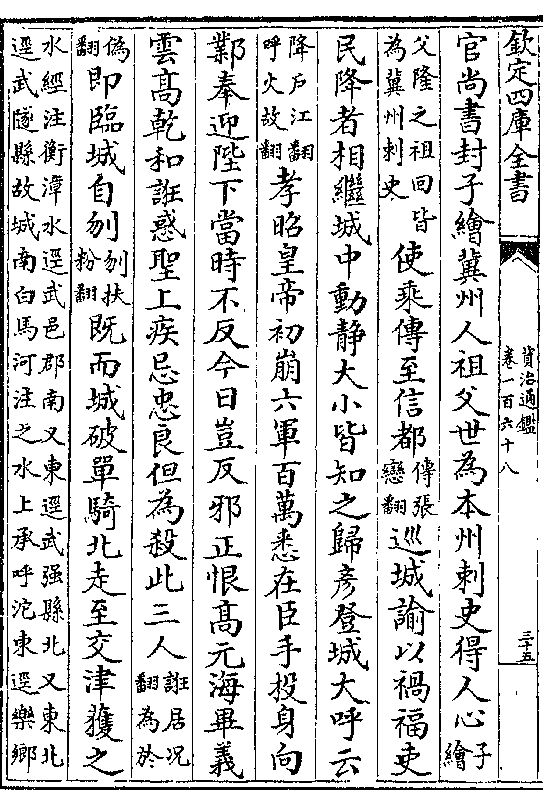 欽定四庫全書
資治通鑑
卷一百六十八
三十五
官尚書封子繪冀州人祖父世為本州刺史得人心子繪
父隆之祖回皆
為冀州刺史
使乘傳至信都
傳張
戀翻
巡城諭以禍福吏
民降者相繼城中動静大小皆知之歸彦登城大呼云
降戶江翻
呼火故翻
孝昭皇帝初崩六軍百萬悉在臣手投身向
鄴奉迎陛下當時不反今日豈反邪正恨髙元海畢義
雲髙乾和誑惑聖上疾忌忠良但為殺此三人
誑居况
翻為於
偽
翻
即臨城自刎
刎扶
粉翻
既而城破單騎北走至交津獲之
水經注衡漳水逕武邑郡南又東逕武强縣北又東北
逕武隧縣故城南白馬河注之水上承呼沱東逕樂鄉